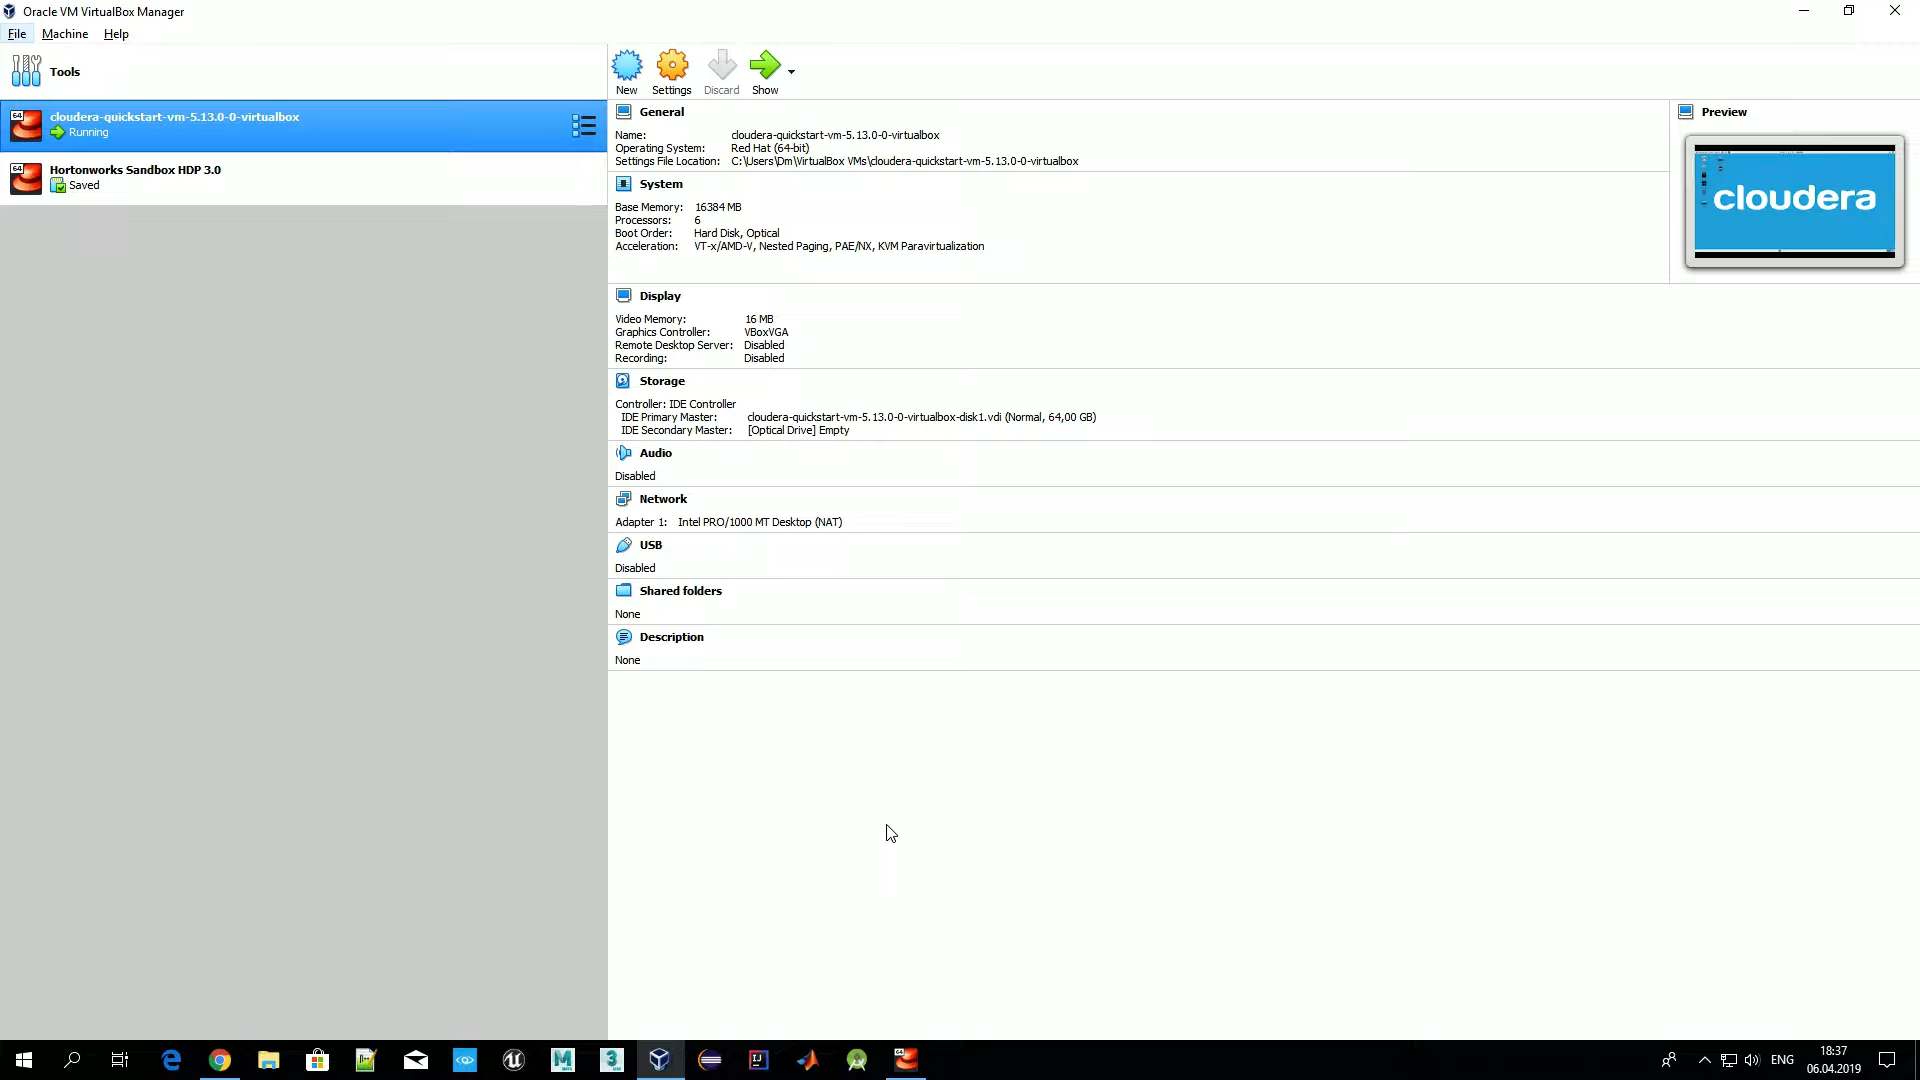 Oracle VM VirtualBox Manager
File Machine Help
Tools
New Settings Discard Show
64
cloudera-quickstart-vm-5.13.0-0-virtualbox
Running
64
Hortonworks Sandbox HDP 3.0
Saved
General
Name: cloudera-quickstart-vm-5.13.0-0-virtualbox
Operating System: Red Hat (64-bit)
Settings File Location: C:\Users\Dm\VirtualBox VMs\cloudera-quickstart-vm-5.13.0-0-virtualbox
Preview
cloudera
System
Base Memory: 16384 MB
Processors: 6
Boot Order: Hard Disk, Optical
Acceleration: VT-x/AMD-V, Nested Paging, PAE/NX, KVM Paravirtualization
Display
Video Memory: 16 MB
Graphics Controller: VBoxVGA
Remote Desktop Server: Disabled
Recording: Disabled
Storage
Controller: IDE Controller
IDE Primary Master: cloudera-quickstart-vm-5.13.0-0-virtualbox-disk1.vdi (Normal, 64,00 GB)
IDE Secondary Master: [Optical Drive] Empty
Audio
Disabled
Network
Adapter 1: Intel PRO/1000 MT Desktop (NAT)
USB
Disabled
Shared folders
None
Description
None
ENG
18:37
06.04.2019